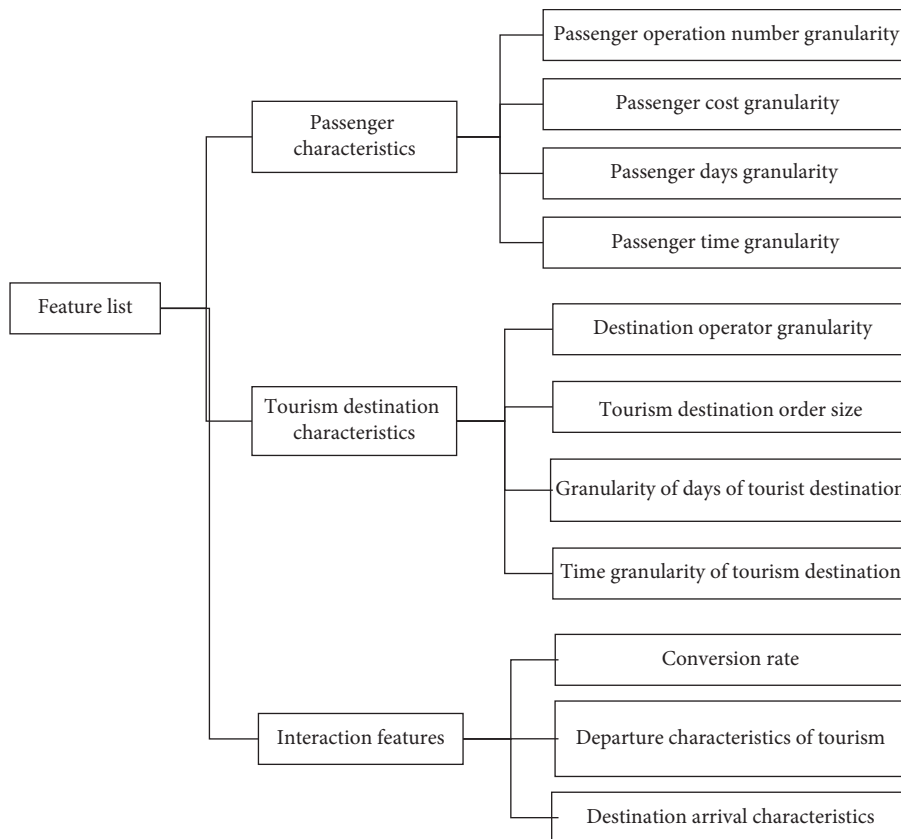 Feature list
Passenger
characteristics
Passenger operation number granularity
Passenger cost granularity
Passenger days granularity
Passenger time granularity
Tourism destination
characteristics
Destination operator granularity
Tourism destination order size
Granularity of days of tourist destination
Time granularity of tourism destination
Interaction features
Conversion rate
Departure characteristics of tourism
Destination arrival characteristics